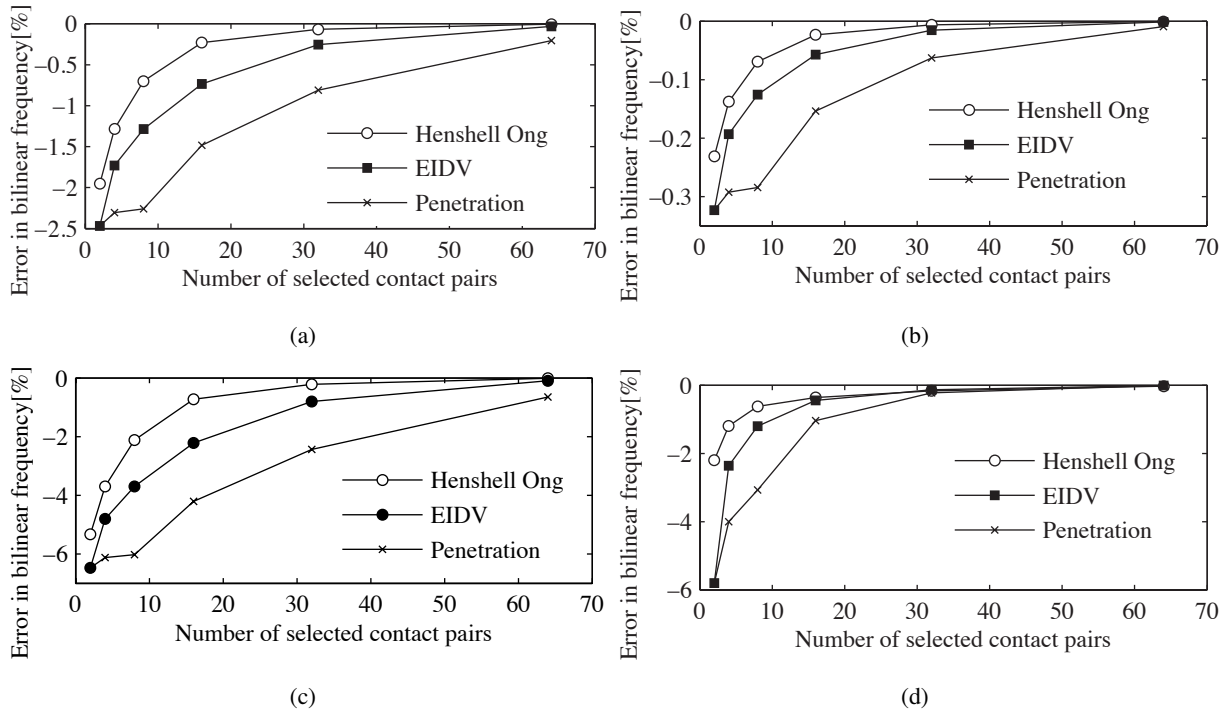 Error in bilinear frequency[%]
0
−0.5
−1
−1.5
−2
−2.5
0 10 20 30 40 50 60 70
Number of selected contact pairs
Henshell Ong
EIDV
Penetration
(a)
Error in bilinear frequency[%]
0
−0.1
−0.2
−0.3
0 10 20 30 40 50 60 70
Number of selected contact pairs
Henshell Ong
EIDV
Penetration
(b)
Error in bilinear frequency[%]
0
−2
−4
−6
0 10 20 30 40 50 60 70
Number of selected contact pairs
Henshell Ong
EIDV
Penetration
(c)
Error in bilinear frequency[%]
0
−2
−4
−6
0 10 20 30 40 50 60 70
Number of selected contact pairs
Henshell Ong
EIDV
Penetration
(d)